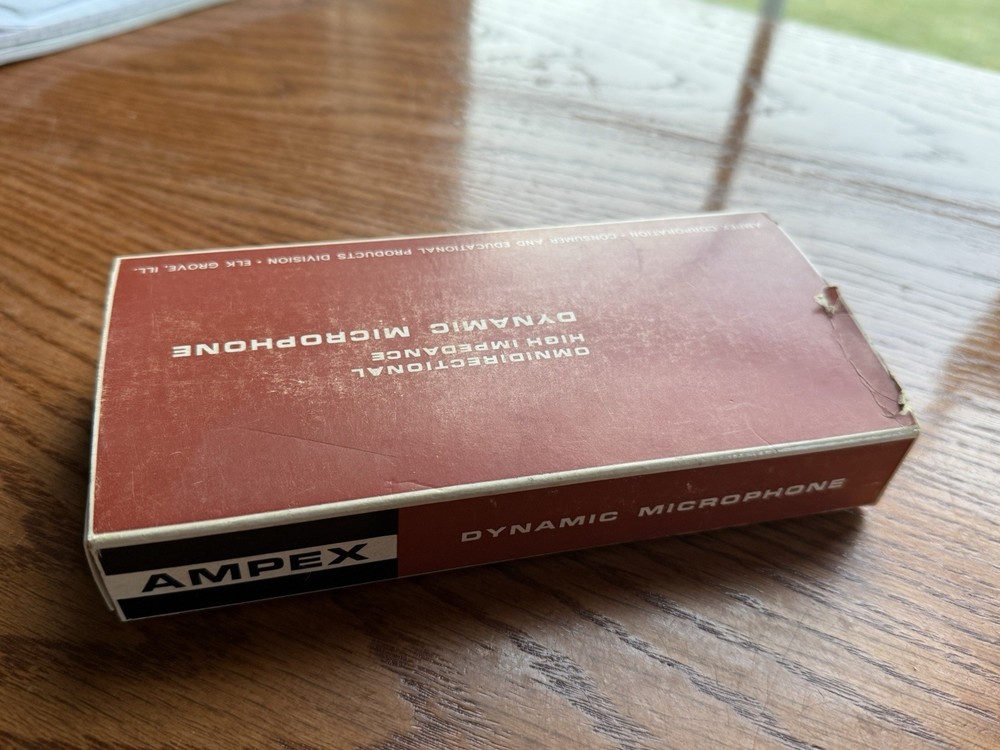 OMNIDIRECTIONAL
HIGH IMPEDANCE
DYNAMIC MICROPHONE
AMPEX CORPORATION • CONSUMER AND EDUCATIONAL PRODUCTS DIVISION • ELK GROVE, ILL.
AMPEX
DYNAMIC MICROPHONE